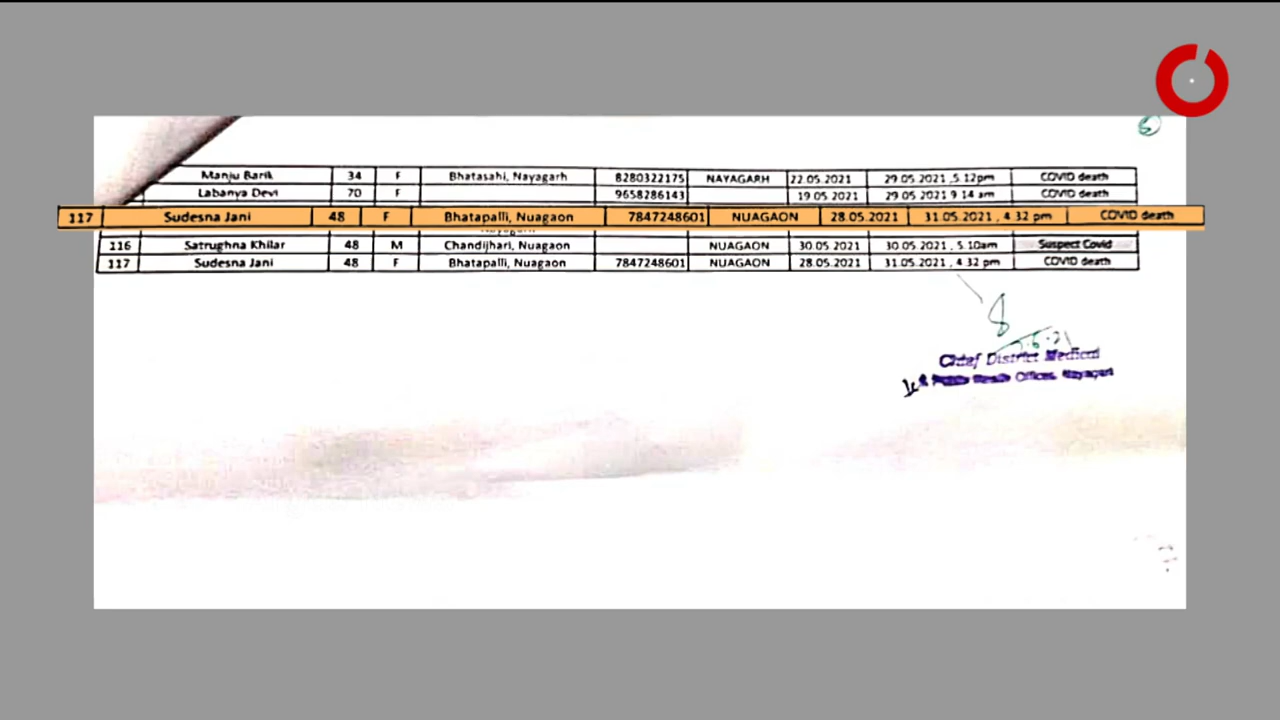 Manju Barik 34 F Bhatasahi, Nayagarh 8280322175 NAYAGARH 22.05.2021 29.05.2021 ,5.12pm COVID death
Labanya Devi 70 F 9658286143 19 05 2021 29 05 2021 9 14 am COVID death
117 Sudesna Jani 48 F Bhatapalli, Nuagaon 7847248601 NUAGAON 28.05.2021 31.05.2021 , 4.32 pm COVID death
116 Satrughna Khilar 48 M Chandijhari, Nuagaon NUAGAON 30.05.2021 30.05.2021 , 5.10am Suspect Covid
117 Sudesna Jani 48 F Bhatapalli, Nuagaon 7847248601 NUAGAON 28.05.2021 31.05.2021 , 4.32 pm COVID death
Chief District Medical
Officer, Nayagarh